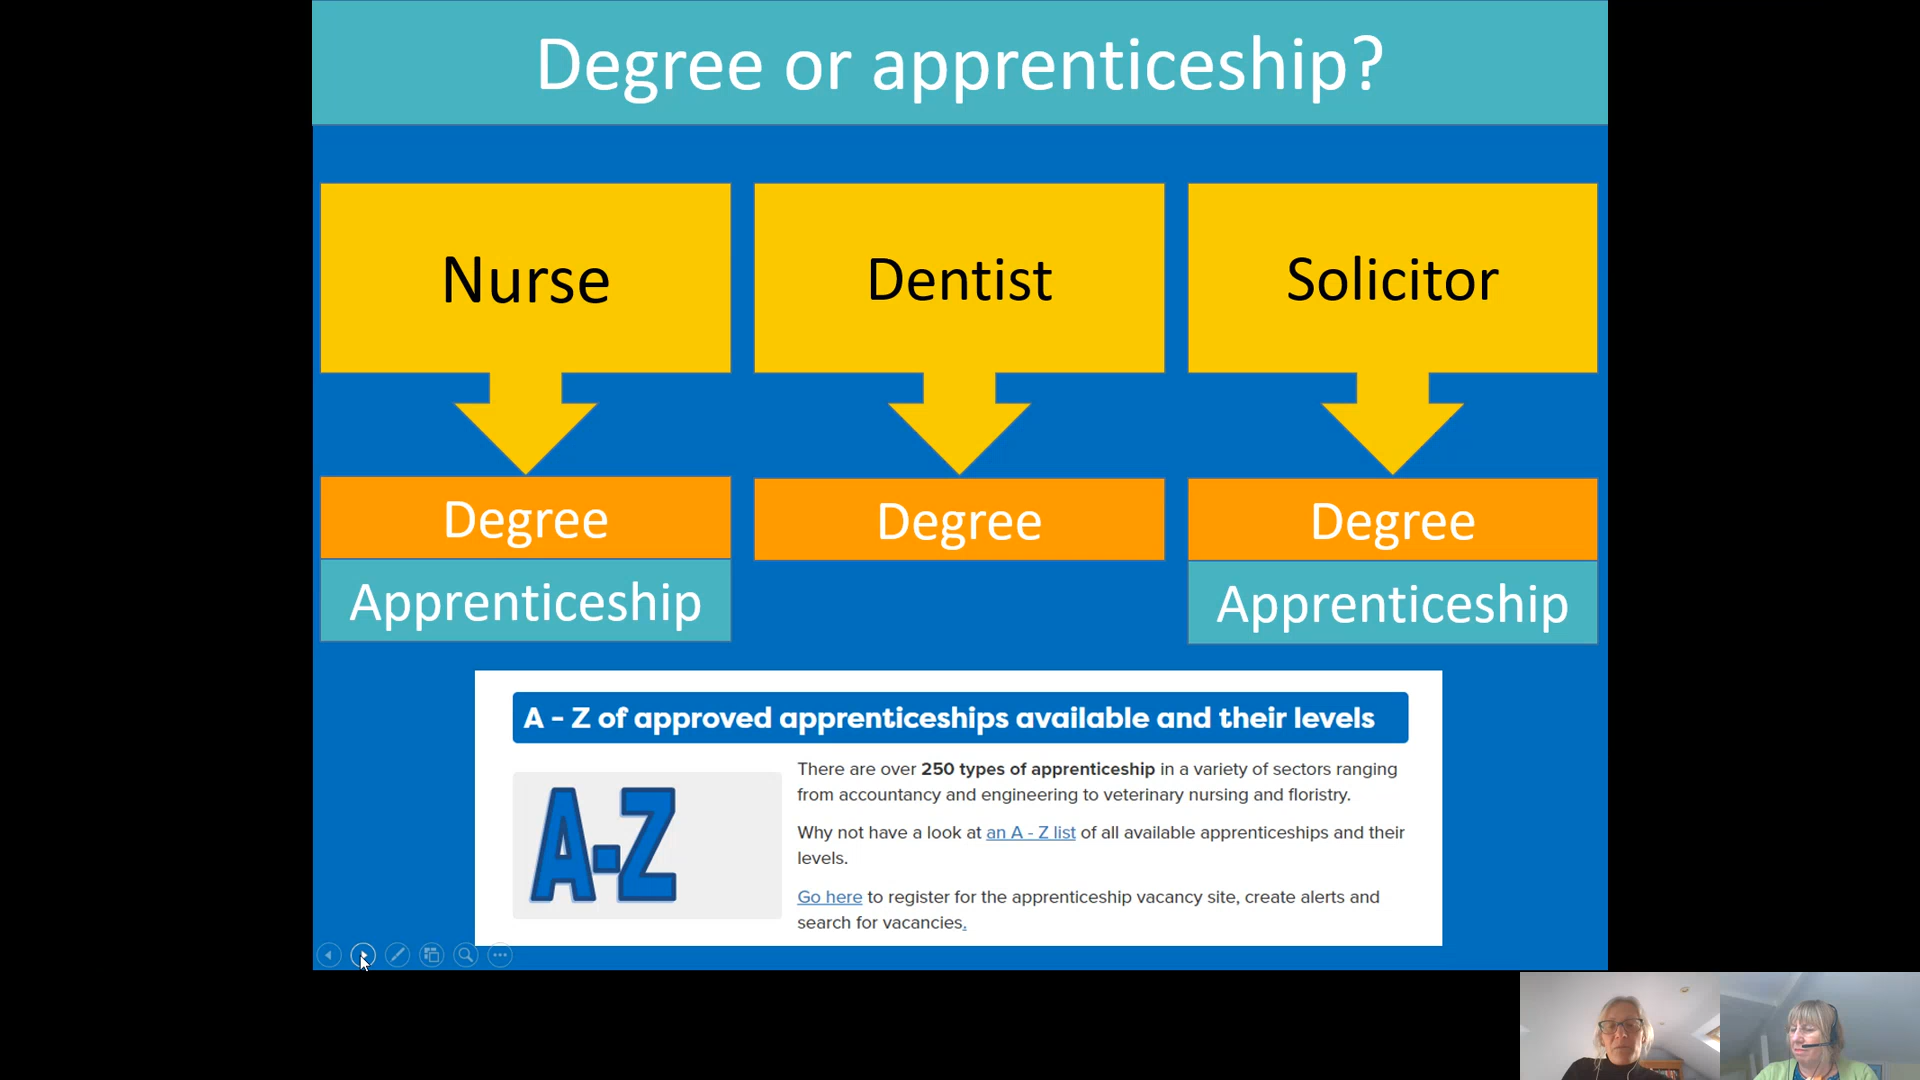 Degree or apprenticeship?
Nurse
Dentist
Solicitor
Degree
Degree
Degree
Apprenticeship
Apprenticeship
A - Z of approved apprenticeships available and their levels
A-Z
There are over 250 types of apprenticeship in a variety of sectors ranging
from accountancy and engineering to veterinary nursing and floristry.
Why not have a look at an A - Z list of all available apprenticeships and their
levels.
Go here to register for the apprenticeship vacancy site, create alerts and
search for vacancies.